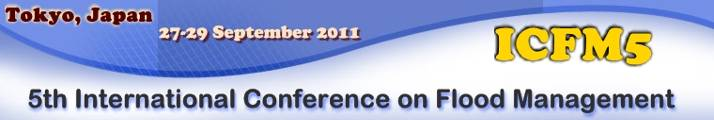 Tokyo, Japan
27-29 September 2011
ICFM5
5th International Conference on Flood Management